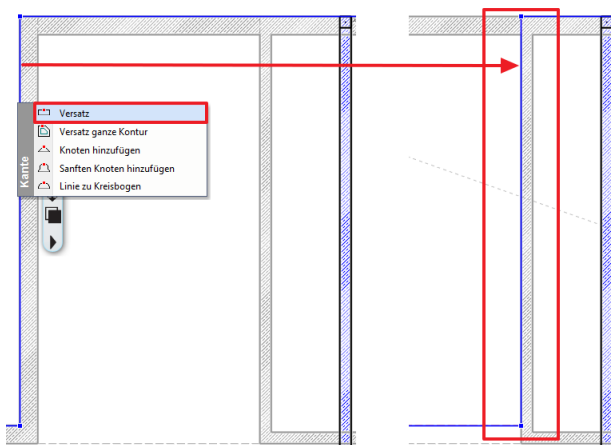 Kante
Versatz
Versatz ganze Kontur
Knoten hinzufügen
Sanften Knoten hinzufügen
Linie zu Kreisbogen